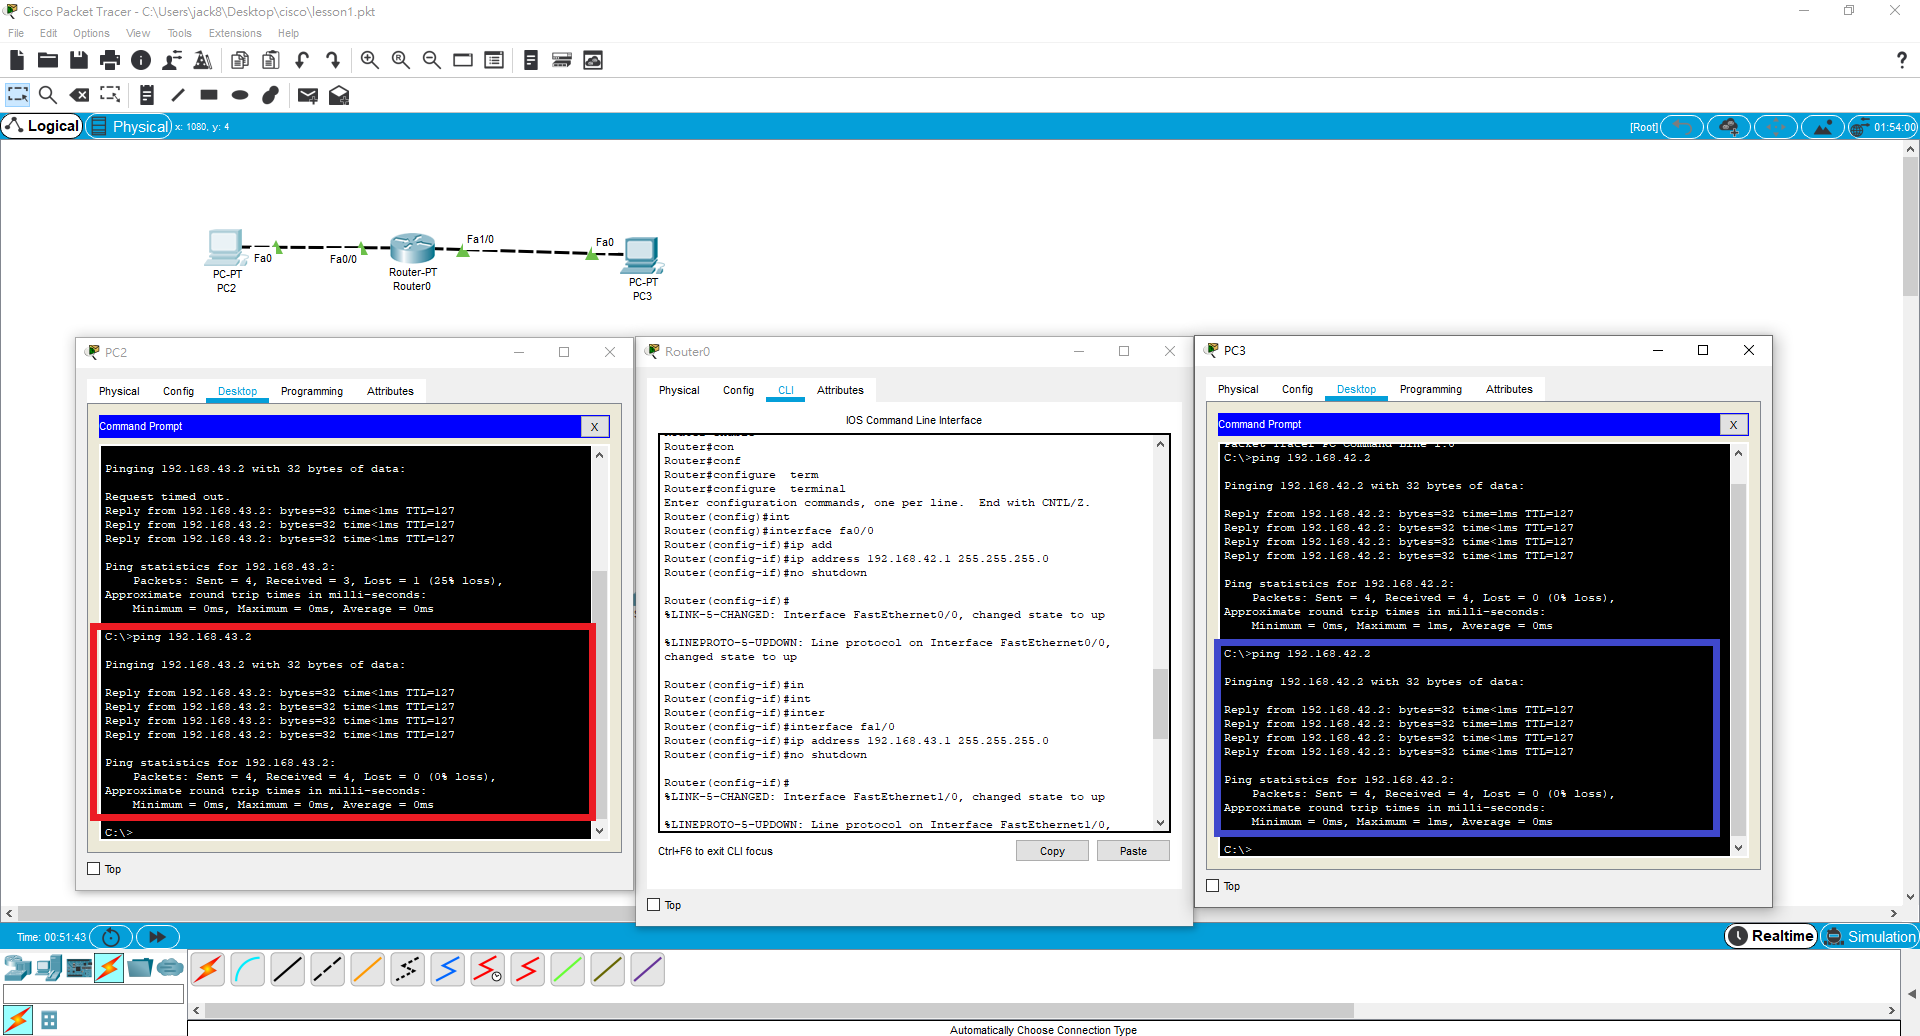 Cisco Packet Tracer - C:\Users\jack8\Desktop\cisco\lesson1.pkt
File Edit Options View Tools Extensions Help
?
Logical Physical x: 1080, y: 4 [Root] 01:54:00
Fa0 Fa0/0 Fa1/0 Fa0
PC-PT
PC2
Router-PT
Router0
PC-PT
PC3
PC2
Physical Config Desktop Programming Attributes
Command Prompt X
Pinging 192.168.43.2 with 32 bytes of data:
Request timed out.
Reply from 192.168.43.2: bytes=32 time<1ms TTL=127
Reply from 192.168.43.2: bytes=32 time<1ms TTL=127
Reply from 192.168.43.2: bytes=32 time<1ms TTL=127
Ping statistics for 192.168.43.2:
Packets: Sent = 4, Received = 3, Lost = 1 (25% loss),
Approximate round trip times in milli-seconds:
Minimum = 0ms, Maximum = 0ms, Average = 0ms
C:\>ping 192.168.43.2
Pinging 192.168.43.2 with 32 bytes of data:
Reply from 192.168.43.2: bytes=32 time<1ms TTL=127
Reply from 192.168.43.2: bytes=32 time<1ms TTL=127
Reply from 192.168.43.2: bytes=32 time<1ms TTL=127
Reply from 192.168.43.2: bytes=32 time<1ms TTL=127
Ping statistics for 192.168.43.2:
Packets: Sent = 4, Received = 4, Lost = 0 (0% loss),
Approximate round trip times in milli-seconds:
Minimum = 0ms, Maximum = 0ms, Average = 0ms
C:\>
Top
Router0
Physical Config CLI Attributes
IOS Command Line Interface
Router>enable
Router#con
Router#conf
Router#configure  term
Router#configure  terminal
Enter configuration commands, one per line.  End with CNTL/Z.
Router(config)#int
Router(config)#interface fa0/0
Router(config-if)#ip add
Router(config-if)#ip address 192.168.42.1 255.255.255.0
Router(config-if)#no shutdown
Router(config-if)#
%LINK-5-CHANGED: Interface FastEthernet0/0, changed state to up
%LINEPROTO-5-UPDOWN: Line protocol on Interface FastEthernet0/0,
changed state to up
Router(config-if)#in
Router(config-if)#int
Router(config-if)#inter
Router(config-if)#interface fa1/0
Router(config-if)#ip address 192.168.43.1 255.255.255.0
Router(config-if)#no shutdown
Router(config-if)#
%LINK-5-CHANGED: Interface FastEthernet1/0, changed state to up
%LINEPROTO-5-UPDOWN: Line protocol on Interface FastEthernet1/0,
Ctrl+F6 to exit CLI focus Copy Paste
Top
PC3
Physical Config Desktop Programming Attributes
Command Prompt X
Packet Tracer PC Command Line 1.0
C:\>ping 192.168.42.2
Pinging 192.168.42.2 with 32 bytes of data:
Reply from 192.168.42.2: bytes=32 time=1ms TTL=127
Reply from 192.168.42.2: bytes=32 time<1ms TTL=127
Reply from 192.168.42.2: bytes=32 time<1ms TTL=127
Reply from 192.168.42.2: bytes=32 time<1ms TTL=127
Ping statistics for 192.168.42.2:
Packets: Sent = 4, Received = 4, Lost = 0 (0% loss),
Approximate round trip times in milli-seconds:
Minimum = 0ms, Maximum = 1ms, Average = 0ms
C:\>ping 192.168.42.2
Pinging 192.168.42.2 with 32 bytes of data:
Reply from 192.168.42.2: bytes=32 time<1ms TTL=127
Reply from 192.168.42.2: bytes=32 time=1ms TTL=127
Reply from 192.168.42.2: bytes=32 time<1ms TTL=127
Reply from 192.168.42.2: bytes=32 time<1ms TTL=127
Ping statistics for 192.168.42.2:
Packets: Sent = 4, Received = 4, Lost = 0 (0% loss),
Approximate round trip times in milli-seconds:
Minimum = 0ms, Maximum = 1ms, Average = 0ms
C:\>
Top
Time: 00:51:43 Realtime Simulation
Automatically Choose Connection Type